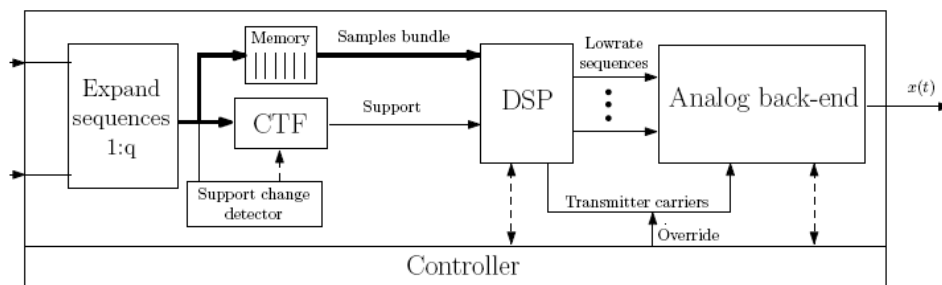 Memory
Samples bundle
Lowrate
sequences
Expand
sequences
1:q
CTF
Support
DSP
Analog back-end
x(t)
Support change
detector
Transmitter carriers
Override
Controller